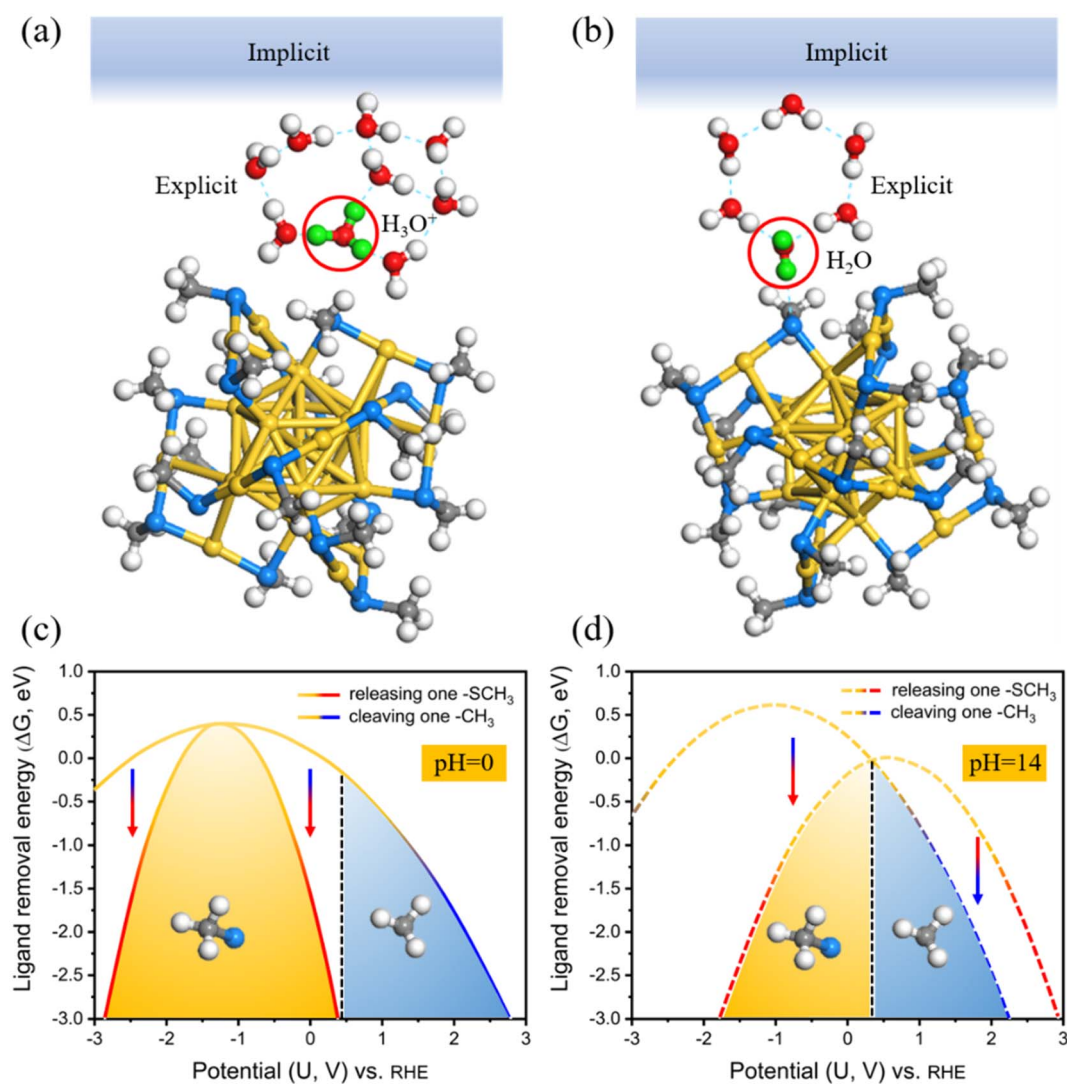 (a)
Implicit
Explicit
H₃O⁺
(b)
Implicit
Explicit
H₂O
(c)
Ligand removal energy (ΔG, eV)
1.0
0.5
0.0
-0.5
-1.0
-1.5
-2.0
-2.5
-3.0
releasing one -SCH₃
cleaving one -CH₃
pH=0
-3
-2
-1
0
1
2
3
Potential (U, V) vs. RHE
(d)
Ligand removal energy (ΔG, eV)
1.0
0.5
0.0
-0.5
-1.0
-1.5
-2.0
-2.5
-3.0
releasing one -SCH₃
cleaving one -CH₃
pH=14
-3
-2
-1
0
1
2
3
Potential (U, V) vs. RHE